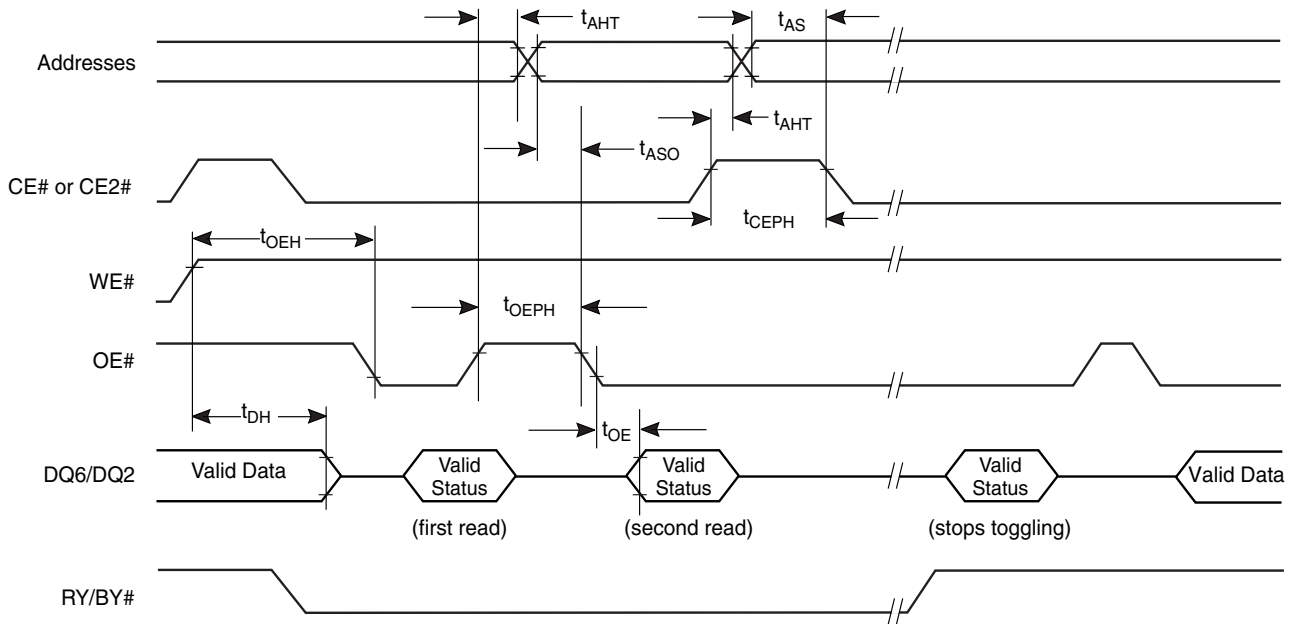 tAHT
tAS
Addresses
tAHT
tASO
CE# or CE2#
tCEPH
tOEH
WE#
tOEPH
OE#
tDH
tOE
DQ6/DQ2
Valid Data
Valid
Status
Valid
Status
Valid
Status
Valid Data
(first read)
(second read)
(stops toggling)
RY/BY#